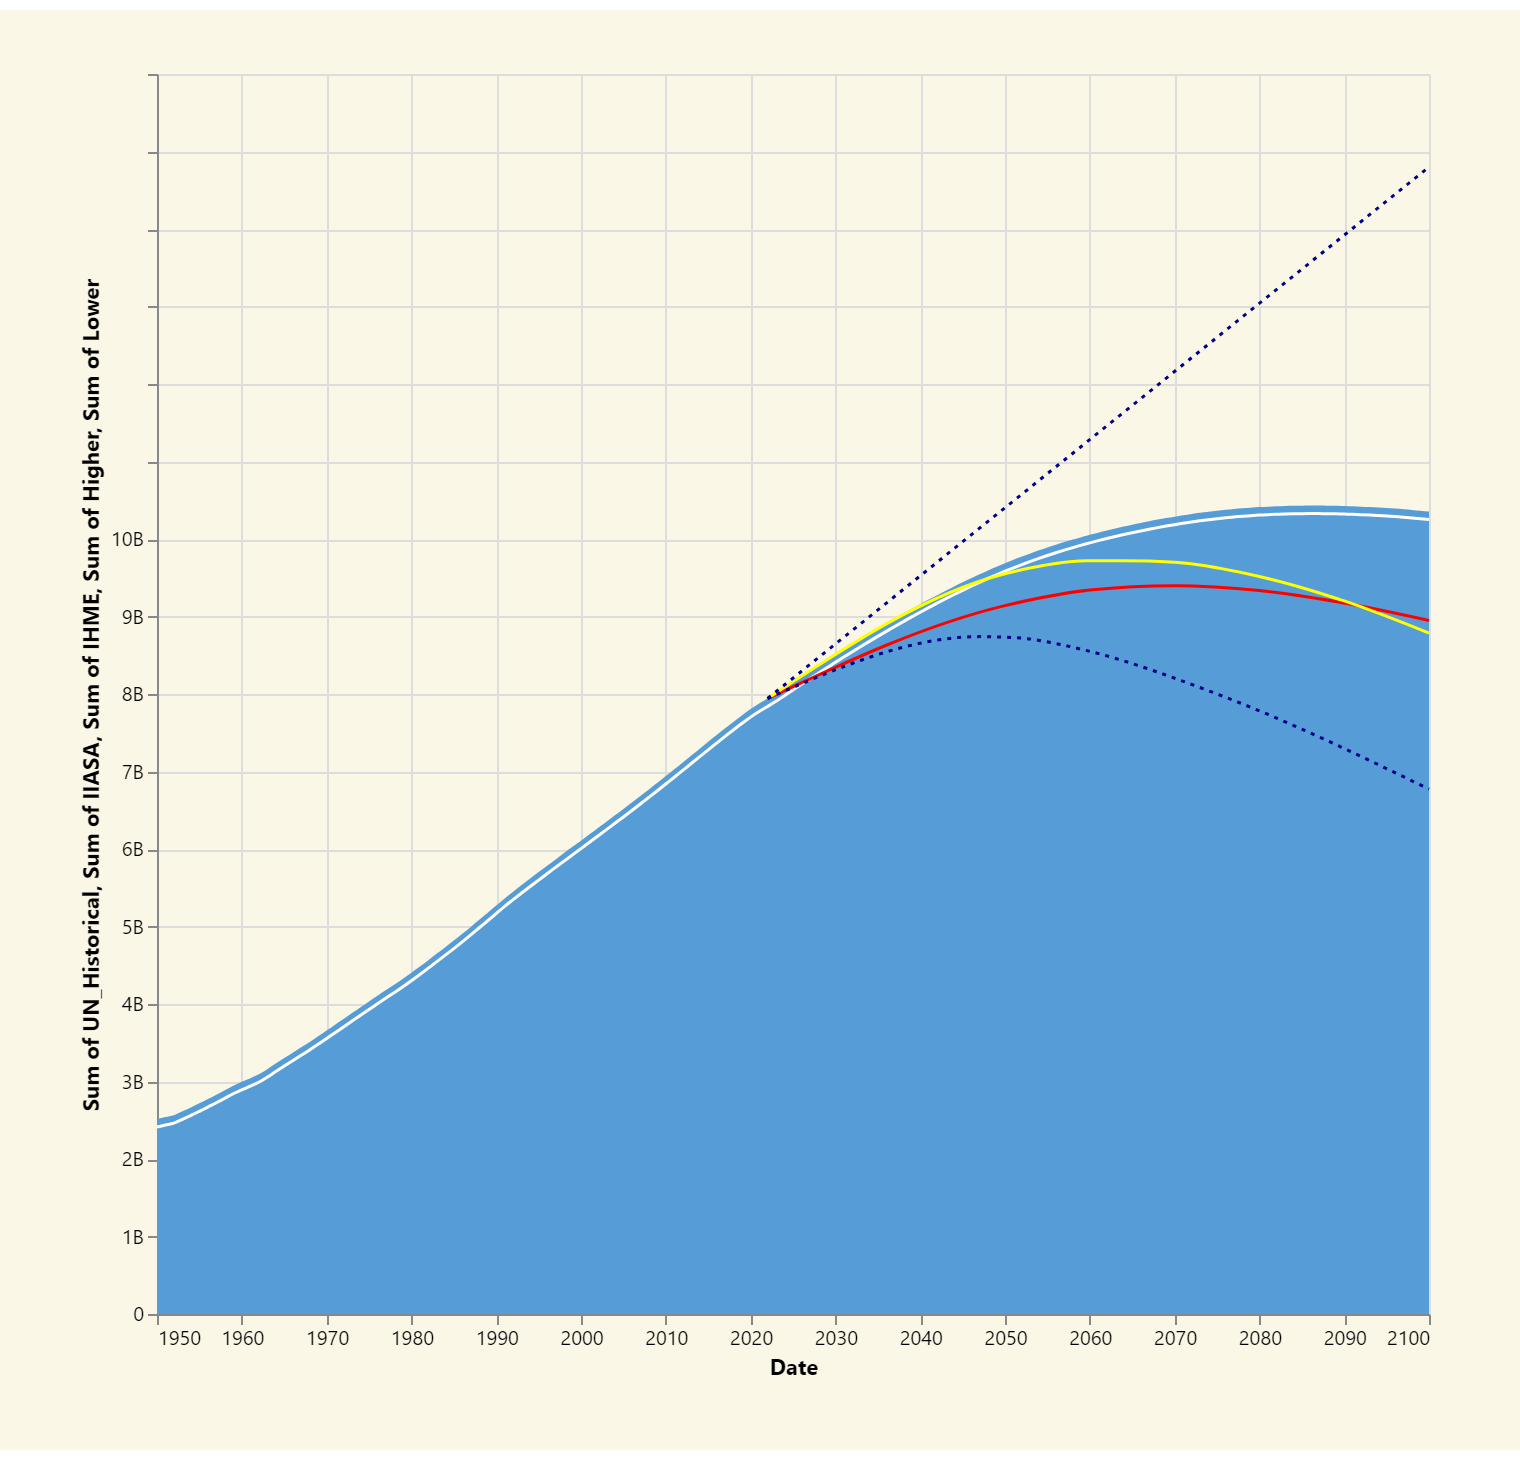 Sum of UN_Historical, Sum of IIASA, Sum of IHME, Sum of Higher, Sum of Lower
10B
9B
8B
7B
6B
5B
4B
3B
2B
1B
0
1950 1960 1970 1980 1990 2000 2010 2020 2030 2040 2050 2060 2070 2080 2090 2100
Date